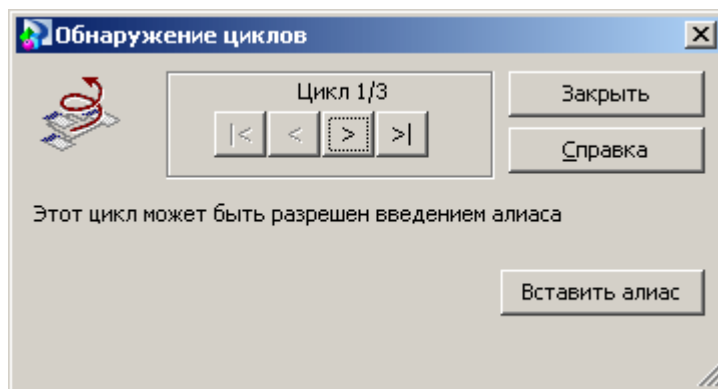 Обнаружение циклов
Цикл 1/3
|< < > >|
Закрыть
Справка
Этот цикл может быть разрешен введением алиаса
Вставить алиас